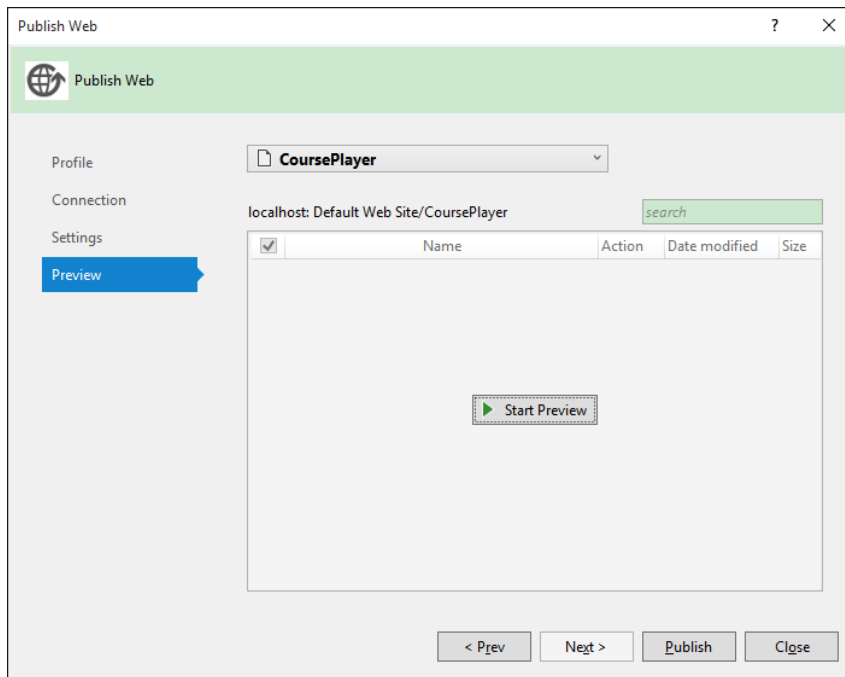 Publish Web
?
Publish Web
Profile
Connection
Settings
Preview
CoursePlayer
localhost: Default Web Site/CoursePlayer
search
Name Action Date modified Size
Start Preview
< Prev Next > Publish Close